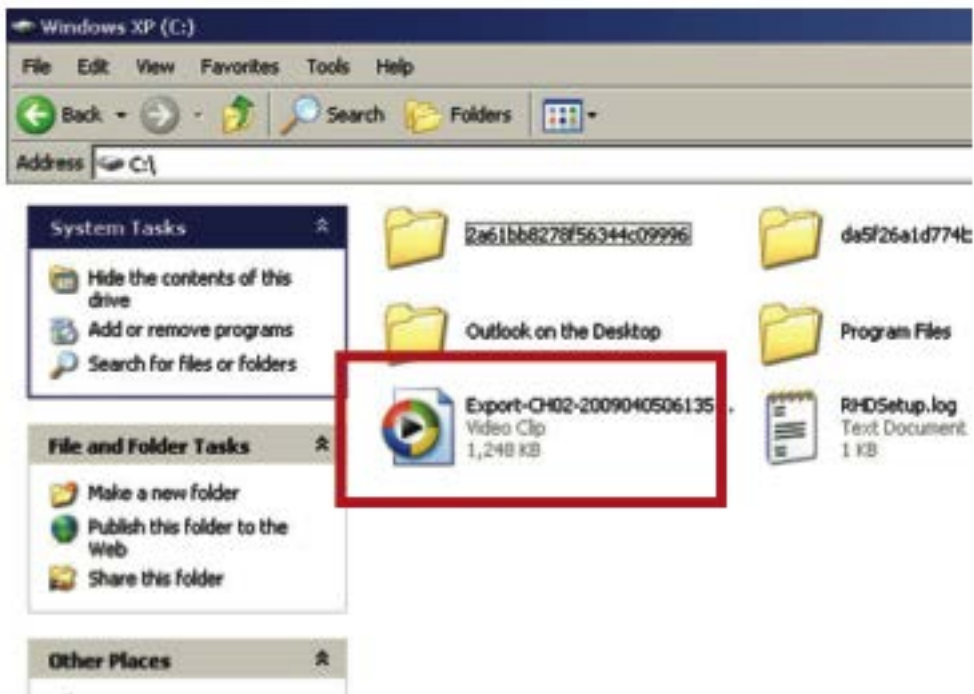 Windows XP (C:)
File Edit View Favorites Tools Help
Back Search Folders
Address C:\
System Tasks
Hide the contents of this
drive
Add or remove programs
Search for files or folders
File and Folder Tasks
Make a new folder
Publish this folder to the
Web
Share this folder
Other Places
2a61bb8278f56344c09996
da5f26a1d774b
Outlook on the Desktop
Program Files
Export-CH02-2009040506135...
Video Clip
1,248 KB
RHDSetup.log
Text Document
1 KB